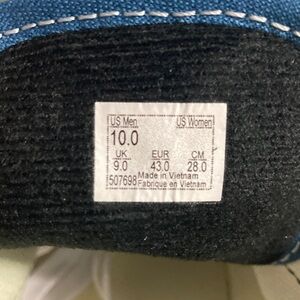 US Men US Women
10.0
UK EUR CM
9.0 43.0 28.0
507698 Made in Vietnam
Fabrique en Vietnam